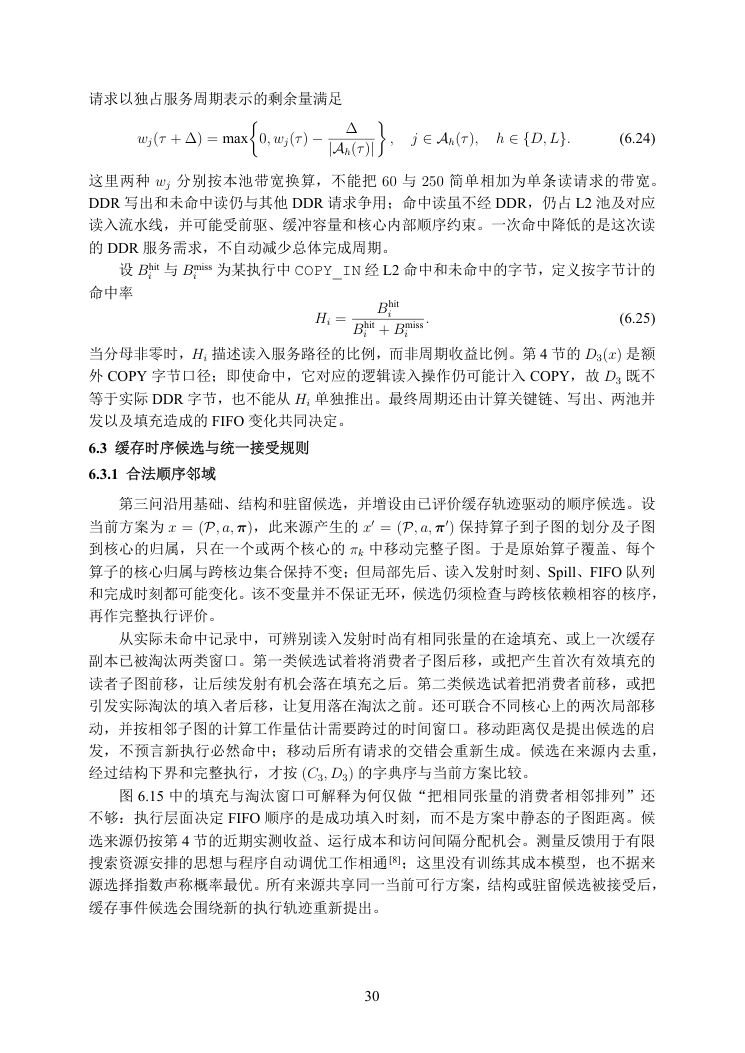 请求以独占服务周期表示的剩余量满足
w_j(τ + Δ) = max{0, w_j(τ) − Δ/|A_h(τ)|}, j ∈ A_h(τ), h ∈ {D, L}. (6.24)
这里两种 w_j 分别按本池带宽换算，不能把 60 与 250 简单相加为单条读请求的带宽。
DDR 写出和未命中读仍与其他 DDR 请求争用；命中读虽不经 DDR，仍占 L2 池及对应
读入流水线，并可能受前驱、缓冲容量和核心内部顺序约束。一次命中降低的是这次读
的 DDR 服务需求，不自动减少总体完成周期。
设 B_i^hit 与 B_i^miss 为某执行中 COPY_IN 经 L2 命中和未命中的字节，定义按字节计的
命中率
H_i = B_i^hit / (B_i^hit + B_i^miss). (6.25)
当分母非零时，H_i 描述读入服务路径的比例，而非周期收益比例。第 4 节的 D_3(x) 是额
外 COPY 字节口径；即使命中，它对应的逻辑读入操作仍可能计入 COPY，故 D_3 既不
等于实际 DDR 字节，也不能从 H_i 单独推出。最终周期还由计算关键链、写出、两池并
发以及填充造成的 FIFO 变化共同决定。
6.3 缓存时序候选与统一接受规则
6.3.1 合法顺序邻域
第三问沿用基础、结构和驻留候选，并增设由已评价缓存轨迹驱动的顺序候选。设
当前方案为 x = (P, a, π)，此来源产生的 x′ = (P, a, π′) 保持算子到子图的划分及子图
到核心的归属，只在一个或两个核心的 π_k 中移动完整子图。于是原始算子覆盖、每个
算子的核心归属与跨核边集合保持不变；但局部先后、读入发射时刻、Spill、FIFO 队列
和完成时刻都可能变化。该不变量并不保证无环，候选仍须检查与跨核依赖相容的核序，
再作完整执行评价。
从实际未命中记录中，可辨别读入发射时尚有相同张量的在途填充、或上一次缓存
副本已被淘汰两类窗口。第一类候选试着将消费者子图后移，或把产生首次有效填充的
读者子图前移，让后续发射有机会落在填充之后。第二类候选试着把消费者前移，或把
引发实际淘汰的填入者后移，让复用落在淘汰之前。还可联合不同核心上的两次局部移
动，并按相邻子图的计算工作量估计需要跨过的时间窗口。移动距离仅是提出候选的启
发，不预言新执行必然命中；移动后所有请求的交错会重新生成。候选在来源内去重，
经过结构下界和完整执行，才按 (C_3, D_3) 的字典序与当前方案比较。
图 6.15 中的填充与淘汰窗口可解释为何仅做“把相同张量的消费者相邻排列”还
不够：执行层面决定 FIFO 顺序的是成功填入时刻，而不是方案中静态的子图距离。候
选来源仍按第 4 节的近期实测收益、运行成本和访问间隔分配机会。测量反馈用于有限
搜索资源安排的思想与程序自动调优工作相通[8]；这里没有训练其成本模型，也不据来
源选择指数声称概率最优。所有来源共享同一当前可行方案，结构或驻留候选被接受后，
缓存事件候选会围绕新的执行轨迹重新提出。
30